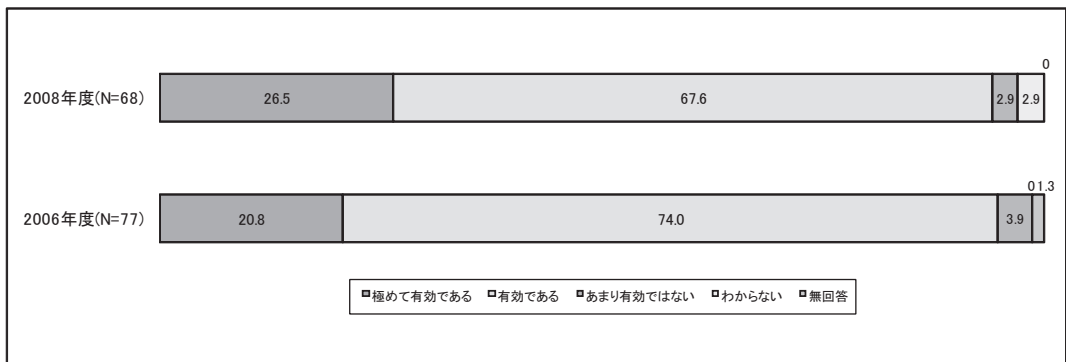 0
2008年度(N=68) 26.5 67.6 2.9 2.9
0 1.3
2006年度(N=77) 20.8 74.0 3.9
極めて有効である 有効である あまり有効ではない わからない 無回答